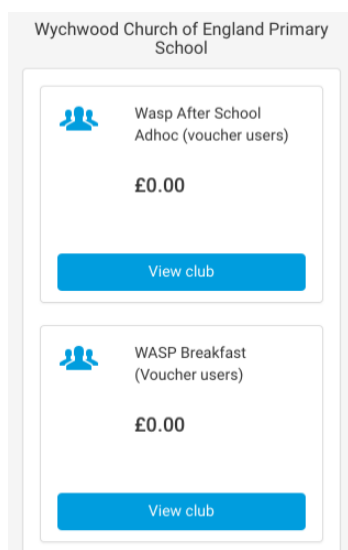 Wychwood Church of England Primary
School
Wasp After School
Adhoc (voucher users)
£0.00
View club
WASP Breakfast
(Voucher users)
£0.00
View club